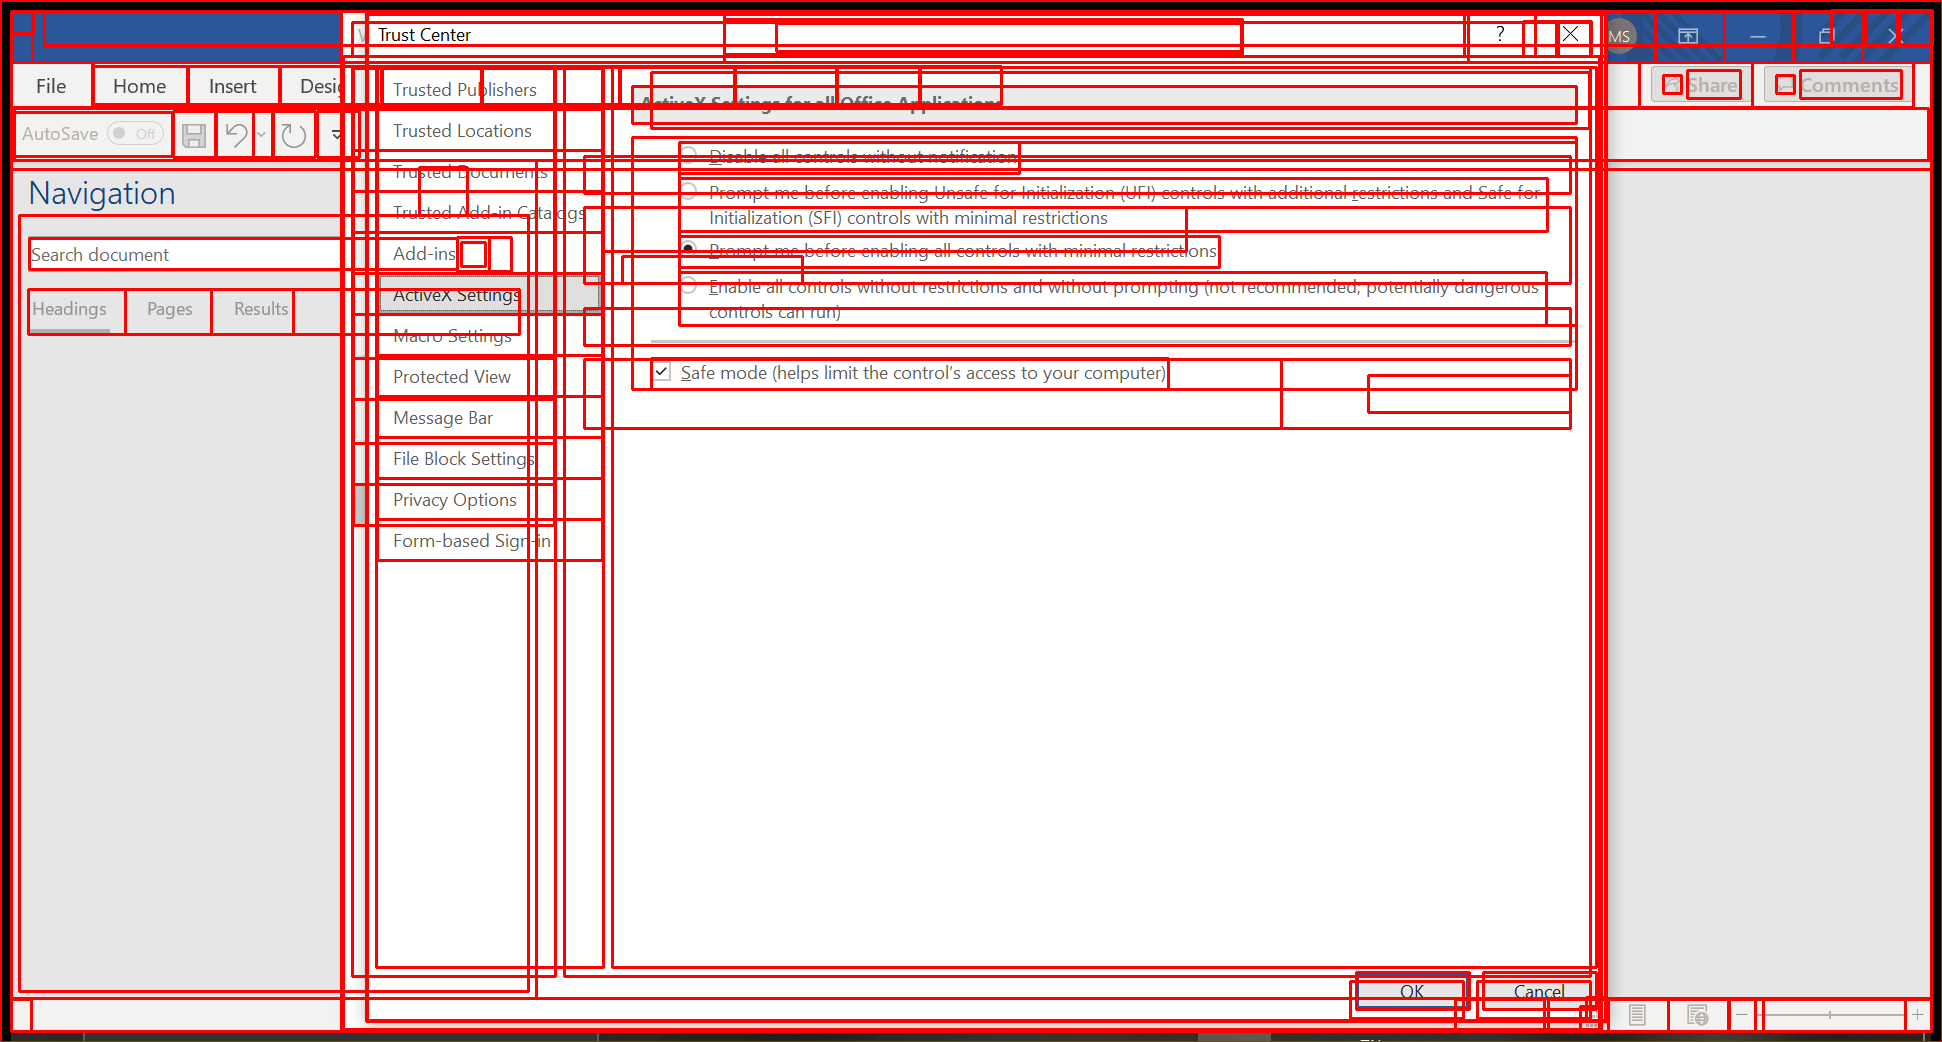 Trust Center
?
MS
File
Home
Insert
Share
Comments
AutoSave
Off
Navigation
Search document
Headings
Pages
Results
Trusted Publishers
Trusted Locations
Trusted Documents
Trusted Add-in Catalogs
Add-ins
ActiveX Settings
Macro Settings
Protected View
Message Bar
File Block Settings
Privacy Options
Form-based Sign-in
ActiveX Settings for all Office Applications
Disable all controls without notification
Prompt me before enabling Unsafe for Initialization (UFI) controls with additional restrictions and Safe for
Initialization (SFI) controls with minimal restrictions
Prompt me before enabling all controls with minimal restrictions
Enable all controls without restrictions and without prompting (not recommended; potentially dangerous
controls can run)
Safe mode (helps limit the control's access to your computer)
OK
Cancel